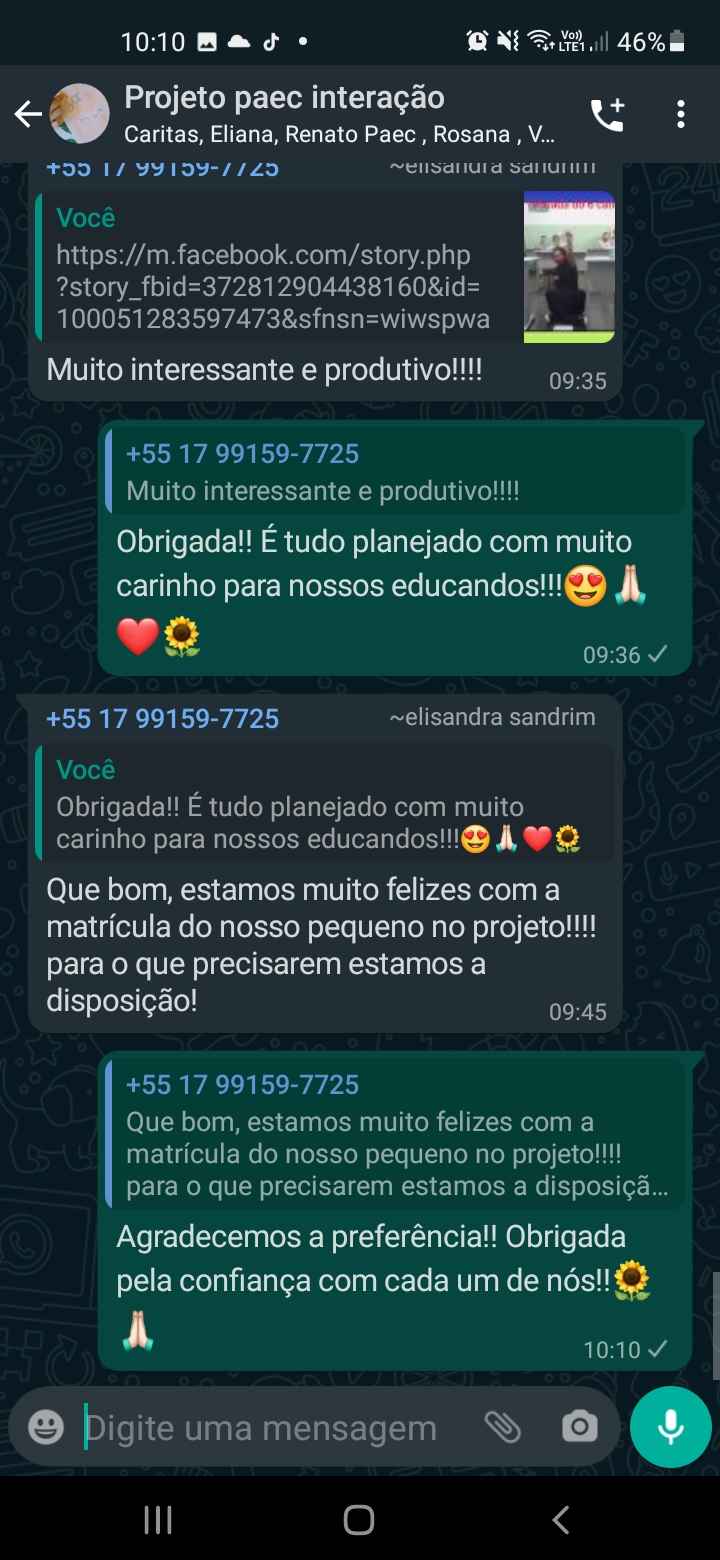 10:10
Vo))
LTE1
46%
Projeto paec interação
Caritas, Eliana, Renato Paec , Rosana , V...
+55 17 99159-7725 ~elisandra sandrim
Você
https://m.facebook.com/story.php
?story_fbid=372812904438160&id=
100051283597473&sfnsn=wiwspwa
Muito interessante e produtivo!!!!
09:35
+55 17 99159-7725
Muito interessante e produtivo!!!!
Obrigada!! É tudo planejado com muito
carinho para nossos educandos!!!😍🙏🏻
❤️🌻
09:36
+55 17 99159-7725 ~elisandra sandrim
Você
Obrigada!! É tudo planejado com muito
carinho para nossos educandos!!!😍🙏🏻❤️🌻
Que bom, estamos muito felizes com a
matrícula do nosso pequeno no projeto!!!!
para o que precisarem estamos a
disposição!
09:45
+55 17 99159-7725
Que bom, estamos muito felizes com a
matrícula do nosso pequeno no projeto!!!!
para o que precisarem estamos a disposiçã...
Agradecemos a preferência!! Obrigada
pela confiança com cada um de nós!!🌻
🙏🏻
10:10
Digite uma mensagem